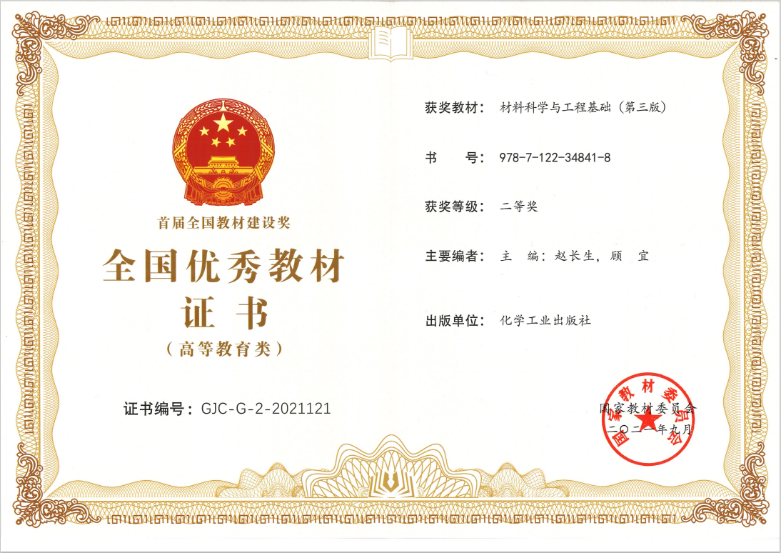 首届全国教材建设奖
全国优秀教材
证书
（高等教育类）
证书编号：GJC-G-2-2021121
获奖教材：材料科学与工程基础（第三版）
书 号：978-7-122-34841-8
获奖等级：二等奖
主要编者：主 编：赵长生，顾 宜
出版单位：化学工业出版社
国家教材委员会
国家教材委员会
二〇二一年九月